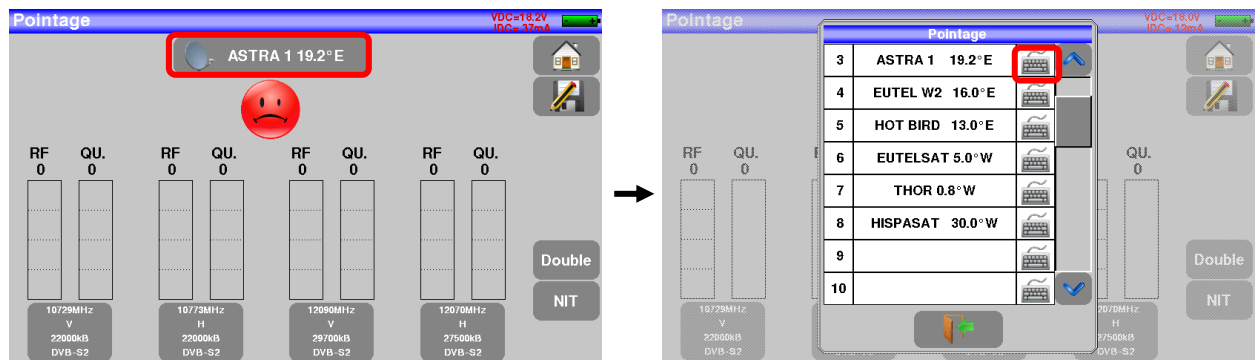 Pointage
VDC=18.2V
IDC= 37mA
ASTRA 1 19.2°E
RF QU. RF QU. RF QU. RF QU.
0 0 0 0 0 0 0 0
Double
NIT
10729MHz 10773MHz 12090MHz 12070MHz
V H V H
22000kB 22000kB 29700kB 27500kB
DVB-S2 DVB-S2 DVB-S2 DVB-S2
Pointage
VDC=18.0V
IDC= 12mA
Pointage
3 ASTRA 1 19.2°E
4 EUTEL W2 16.0°E
5 HOT BIRD 13.0°E
6 EUTELSAT 5.0°W
7 THOR 0.8°W
8 HISPASAT 30.0°W
9
10
RF QU. QU.
0 0 0
Double
NIT
10729MHz 2070MHz
V H
22000kB 27500kB
DVB-S2 DVB-S2